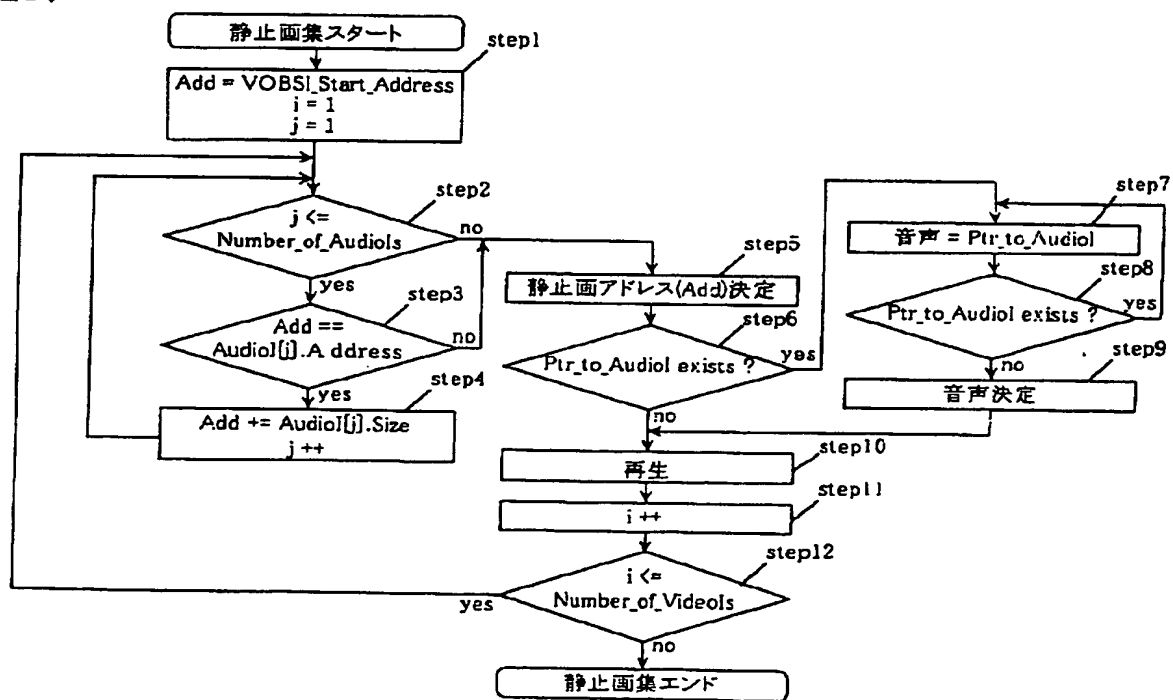 静止画集スタート
step1
Add = VOBSI_Start_Address
i = 1
j = 1
step2
j <=
Number_of_AudioIs
no
yes
step3
Add ==
AudioI[j].A ddress
no
yes
step4
Add += AudioI[j].Size
j ++
step5
静止画アドレス(Add)決定
step6
Ptr_to_AudioI exists ?
yes
no
step7
音声 = Ptr_to_AudioI
step8
Ptr_to_AudioI exists ?
yes
no
step9
音声決定
step10
再生
step11
i ++
step12
i <=
Number_of_VideoIs
yes
no
静止画集エンド